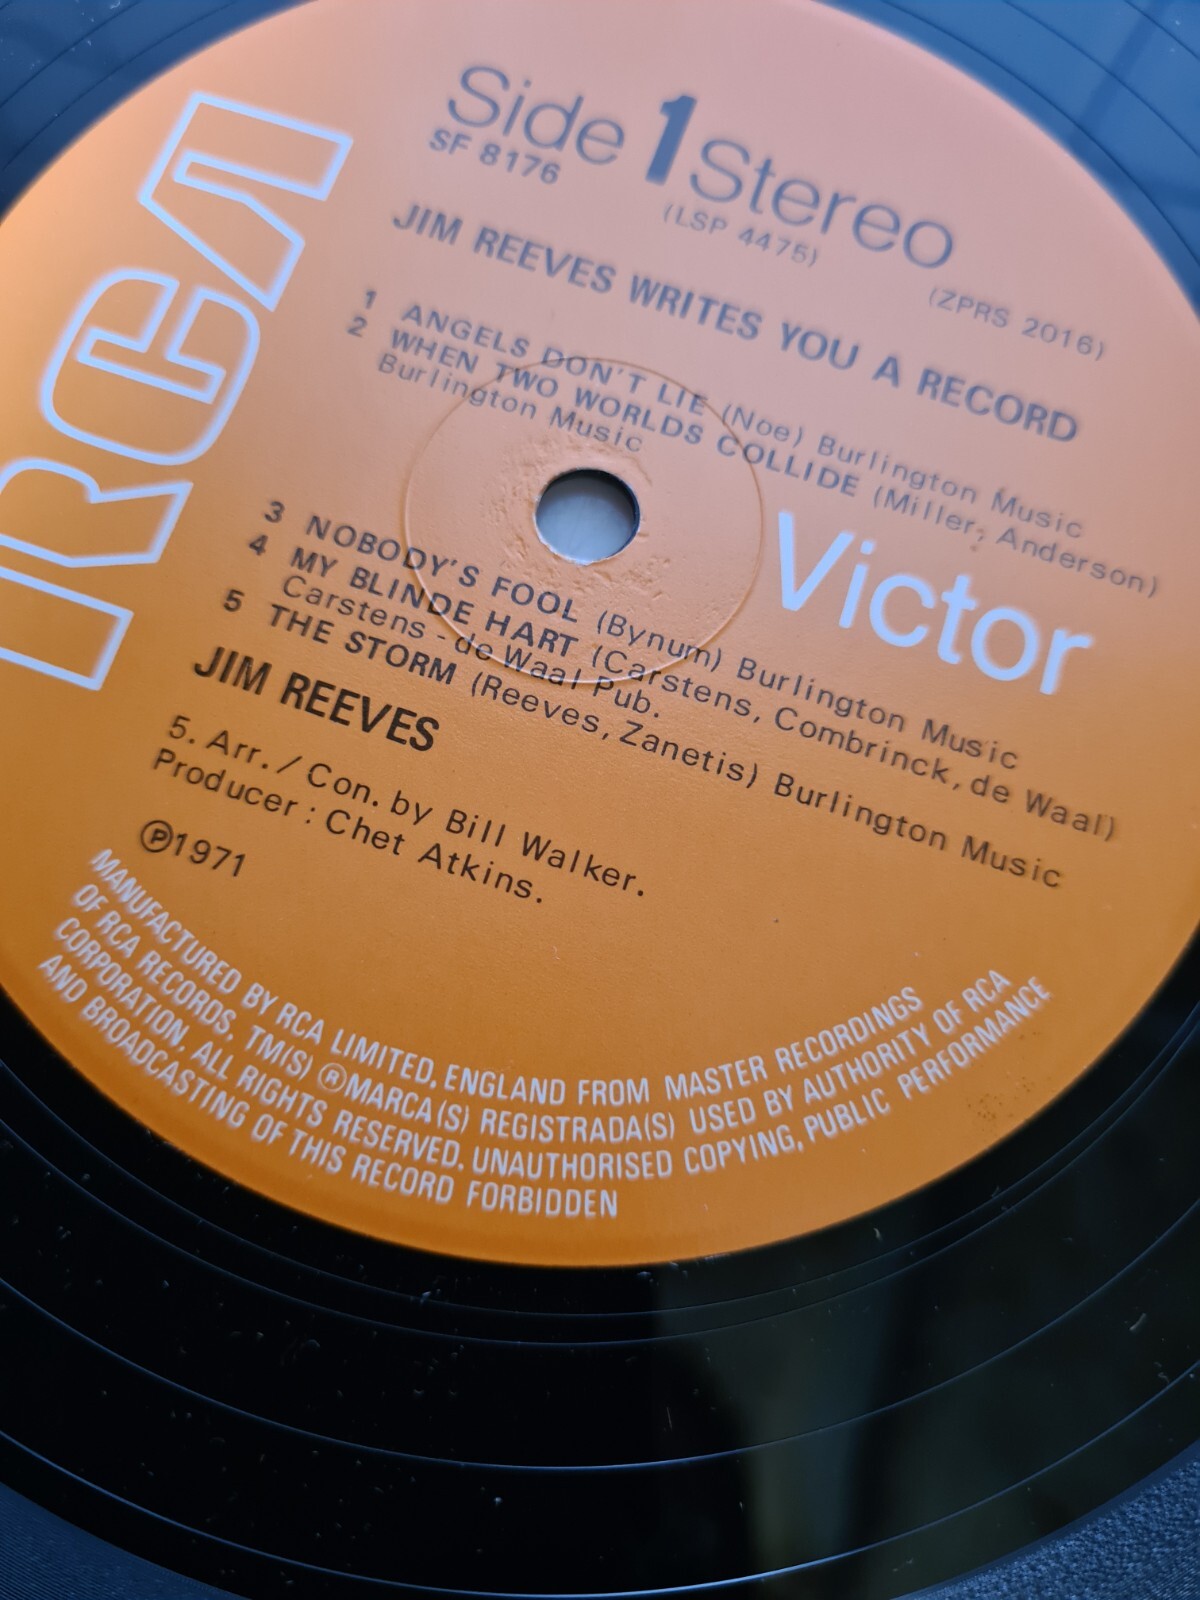 RCA
Side 1 Stereo
SF 8176
(LSP 4475)
(ZPRS 2016)
JIM REEVES WRITES YOU A RECORD
1 ANGELS DON'T LIE (Noe) Burlington Music
2 WHEN TWO WORLDS COLLIDE (Miller, Anderson)
Burlington Music
Victor
3 NOBODY'S FOOL (Bynum) Burlington Music
4 MY BLINDE HART (Carstens, Combrinck, de Waal)
Carstens - de Waal Pub.
5 THE STORM (Reeves, Zanetis) Burlington Music
JIM REEVES
5. Arr. / Con. by Bill Walker.
Producer : Chet Atkins.
Ⓟ1971
MANUFACTURED BY RCA LIMITED, ENGLAND FROM MASTER RECORDINGS
OF RCA RECORDS, TM(S) ®MARCA(S) REGISTRADA(S) USED BY AUTHORITY OF RCA
CORPORATION, ALL RIGHTS RESERVED. UNAUTHORISED COPYING, PUBLIC PERFORMANCE
AND BROADCASTING OF THIS RECORD FORBIDDEN